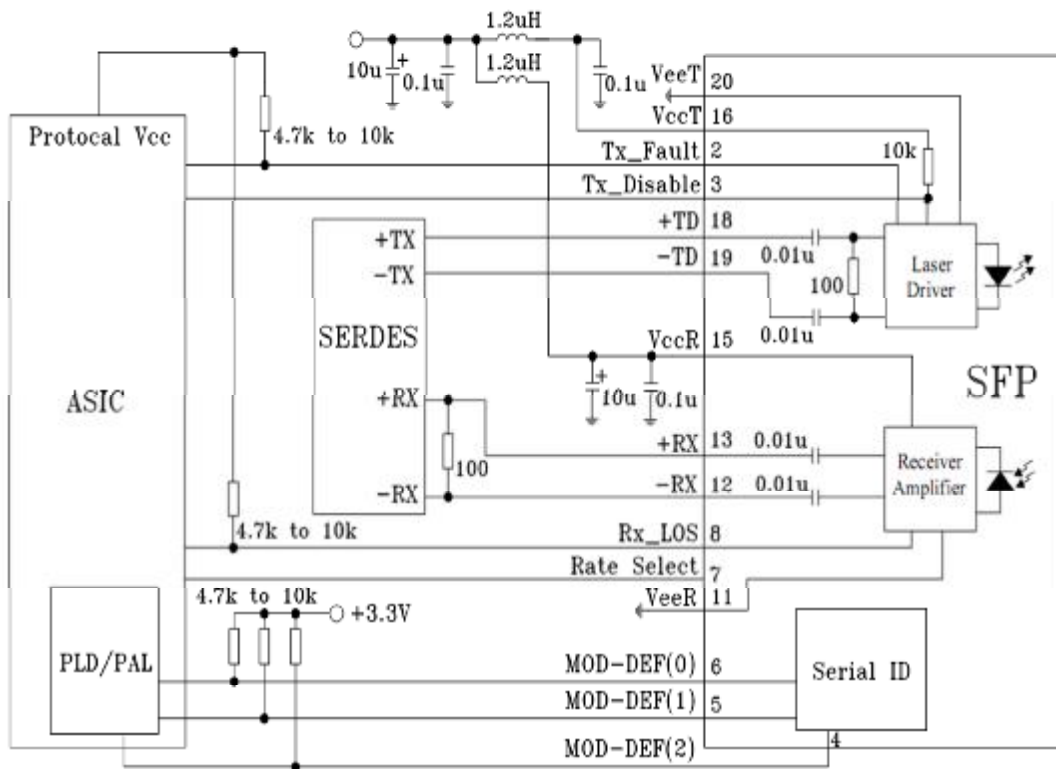 1.2uH
1.2uH
10u
+
0.1u
0.1u
VeeT
20
VccT
16
Protocal Vcc
4.7k to 10k
Tx_Fault
2
10k
Tx_Disable
3
+TD
18
+TX
0.01u
-TD
19
-TX
100
Laser
Driver
0.01u
SERDES
VccR
15
SFP
ASIC
+
10u
0.1u
+RX
+RX
13
0.01u
100
Receiver
Amplifier
-RX
-RX
12
0.01u
4.7k to 10k
Rx_LOS
8
Rate Select
7
4.7k to 10k
VeeR
11
+3.3V
PLD/PAL
MOD-DEF(0)
6
Serial ID
MOD-DEF(1)
5
MOD-DEF(2)
4